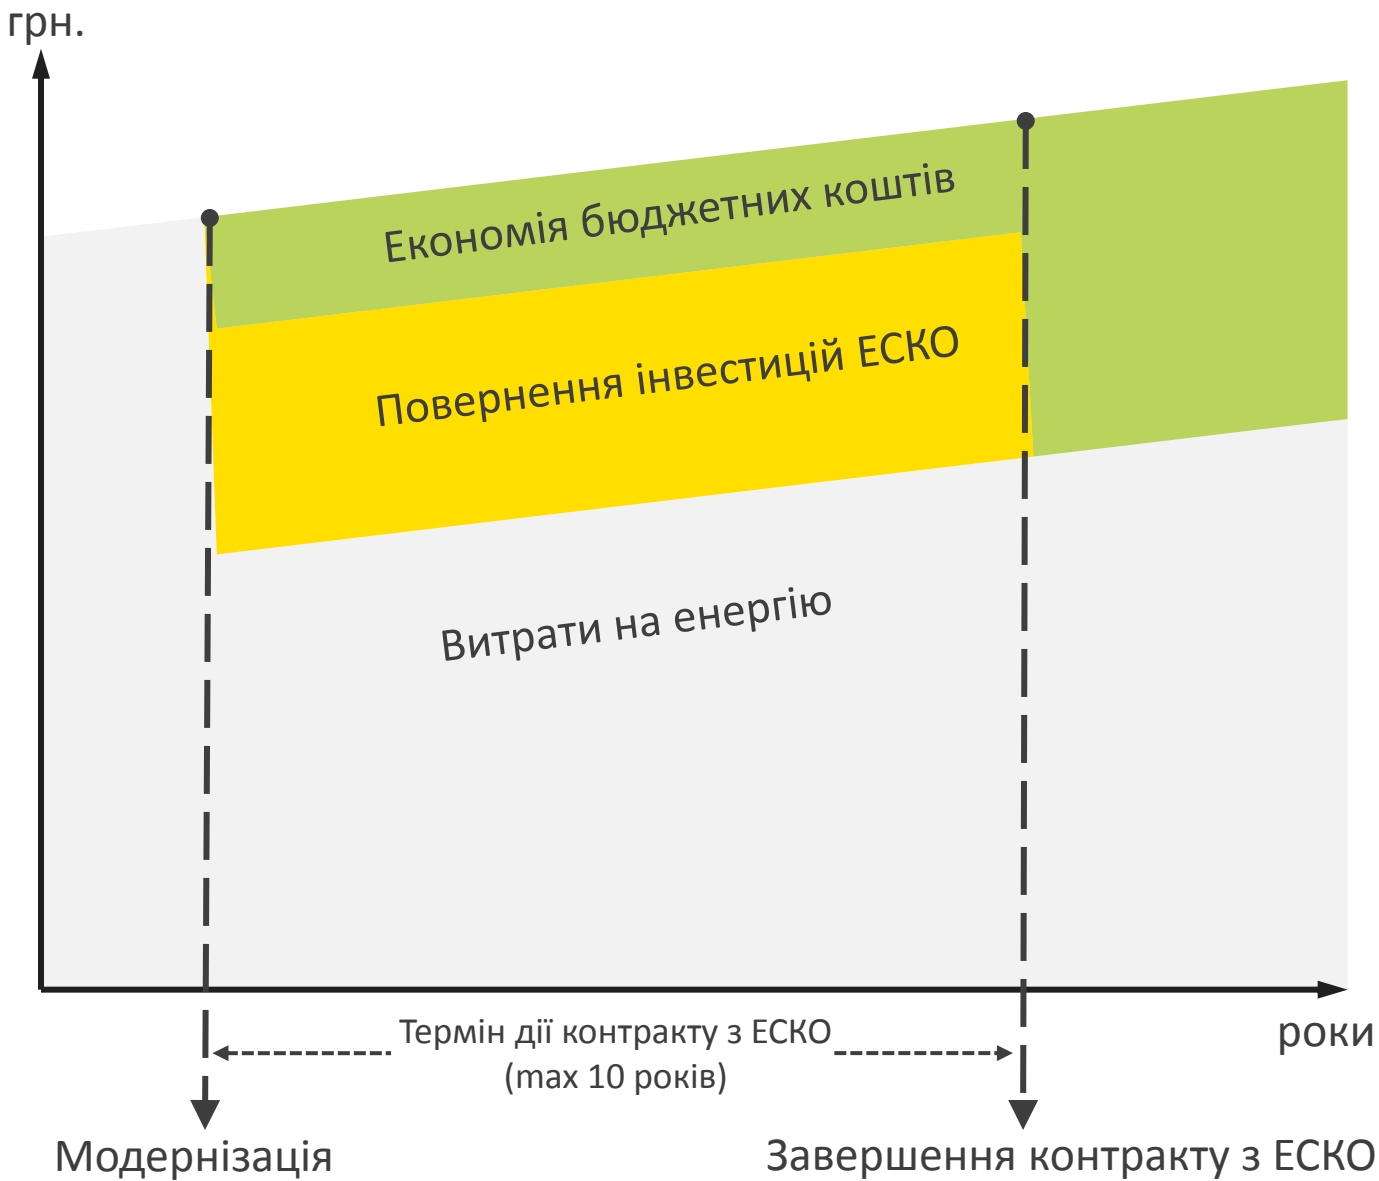 грн.
Економія бюджетних коштів
Повернення інвестицій ЕСКО
Витрати на енергію
роки
Термін дії контракту з ЕСКО
(max 10 років)
Модернізація
Завершення контракту з ЕСКО